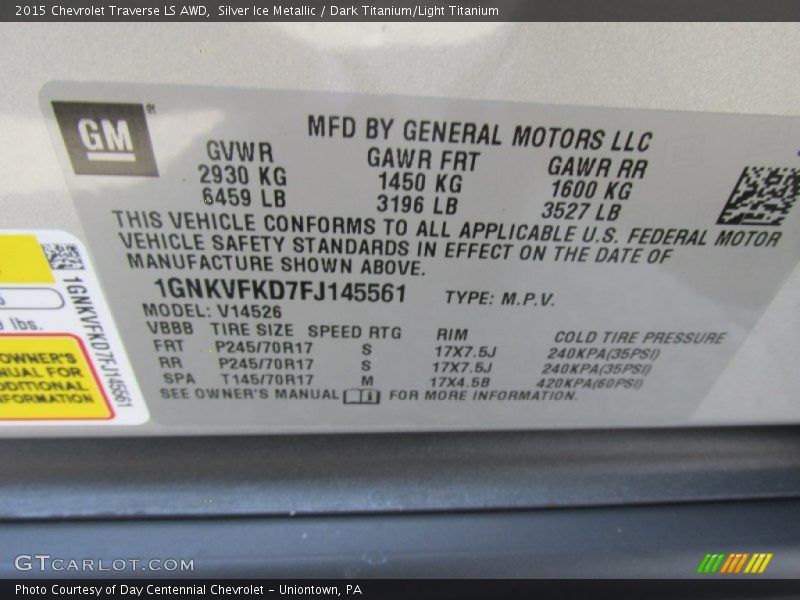 2015 Chevrolet Traverse LS AWD, Silver Ice Metallic / Dark Titanium/Light Titanium
GM
MFD BY GENERAL MOTORS LLC
GVWR GAWR FRT GAWR RR
2930 KG 1450 KG 1600 KG
6459 LB 3196 LB 3527 LB
THIS VEHICLE CONFORMS TO ALL APPLICABLE U.S. FEDERAL MOTOR
VEHICLE SAFETY STANDARDS IN EFFECT ON THE DATE OF
MANUFACTURE SHOWN ABOVE.
1GNKVFKD7FJ145561 TYPE: M.P.V.
MODEL: V14526
VBBB TIRE SIZE SPEED RTG RIM COLD TIRE PRESSURE
FRT P245/70R17 S 17X7.5J 240KPA(35PSI)
RR P245/70R17 S 17X7.5J 240KPA(35PSI)
SPA T145/70R17 M 17X4.5B 420KPA(60PSI)
SEE OWNER'S MANUAL FOR MORE INFORMATION.
1GNKVFKD7FJ145561
lbs.
OWNER'S
NUAL FOR
DDITIONAL
FORMATION
GTCARLOT.COM
Photo Courtesy of Day Centennial Chevrolet - Uniontown, PA